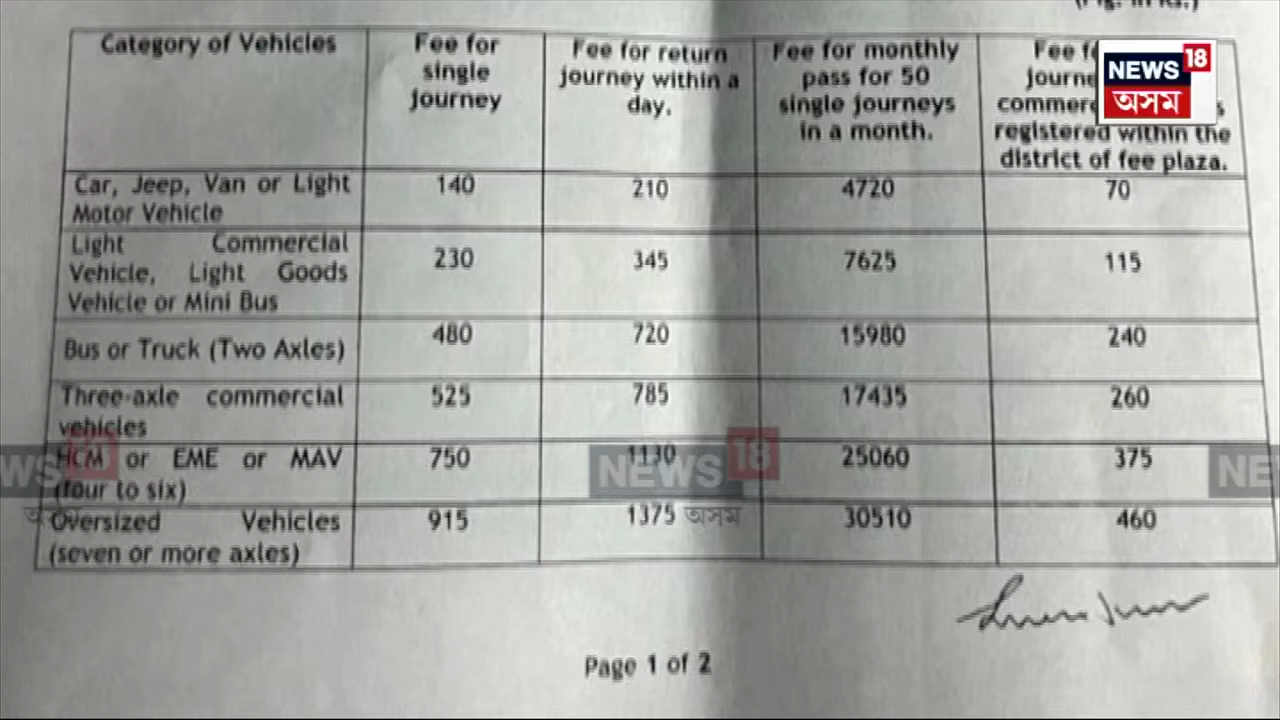 Category of Vehicles
Fee for
single
journey
Fee for return
journey within a
day.
Fee for monthly
pass for 50
single journeys
in a month.
registered within the
district of fee plaza.
NEWS 18
অসম
Car, Jeep, Van or Light
Motor Vehicle
140
210
4720
70
Light Commercial
Vehicle, Light Goods
Vehicle or Mini Bus
230
345
7625
115
Bus or Truck (Two Axles)
480
720
15980
240
Three-axle commercial
vehicles
525
785
17435
260
HCM or EME or MAV
(four to six)
750
1130
25060
375
Oversized Vehicles
(seven or more axles)
915
1375
30510
460
NEWS 18
অসম
Page 1 of 2